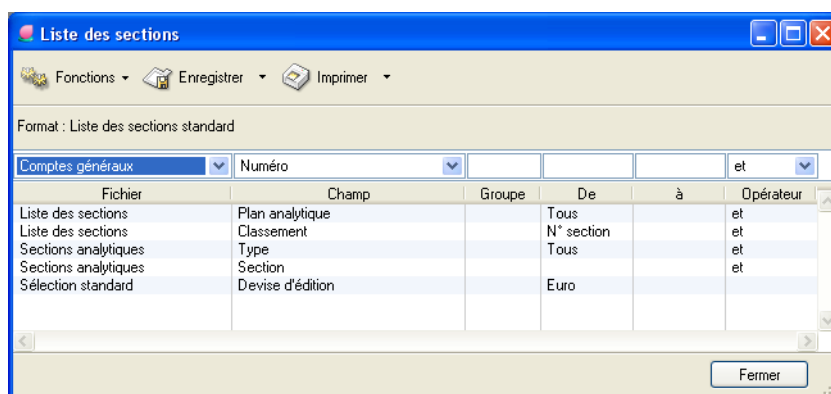 Liste des sections
Fonctions Enregistrer Imprimer
Format : Liste des sections standard
Comptes généraux Numéro et
Fichier Champ Groupe De à Opérateur
Liste des sections Plan analytique Tous et
Liste des sections Classement N° section et
Sections analytiques Type Tous et
Sections analytiques Section et
Sélection standard Devise d'édition Euro
Fermer